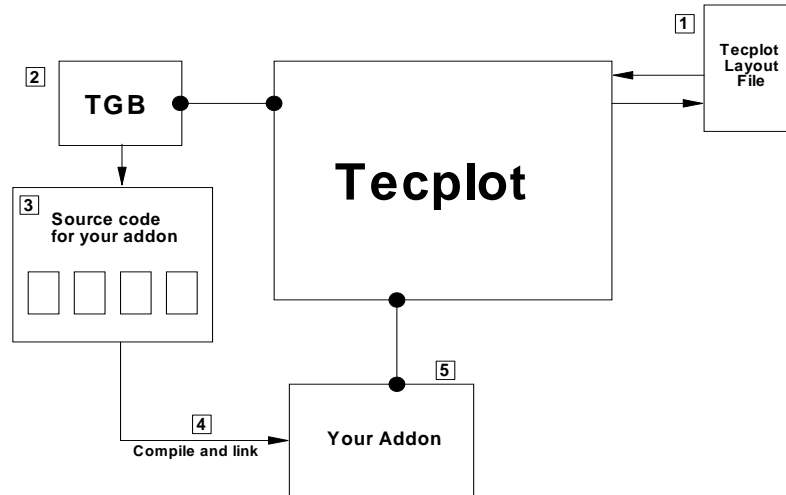 1
Tecplot
Layout
File
2
TGB
Tecplot
3
Source code
for your addon
4
Compile and link
5
Your Addon